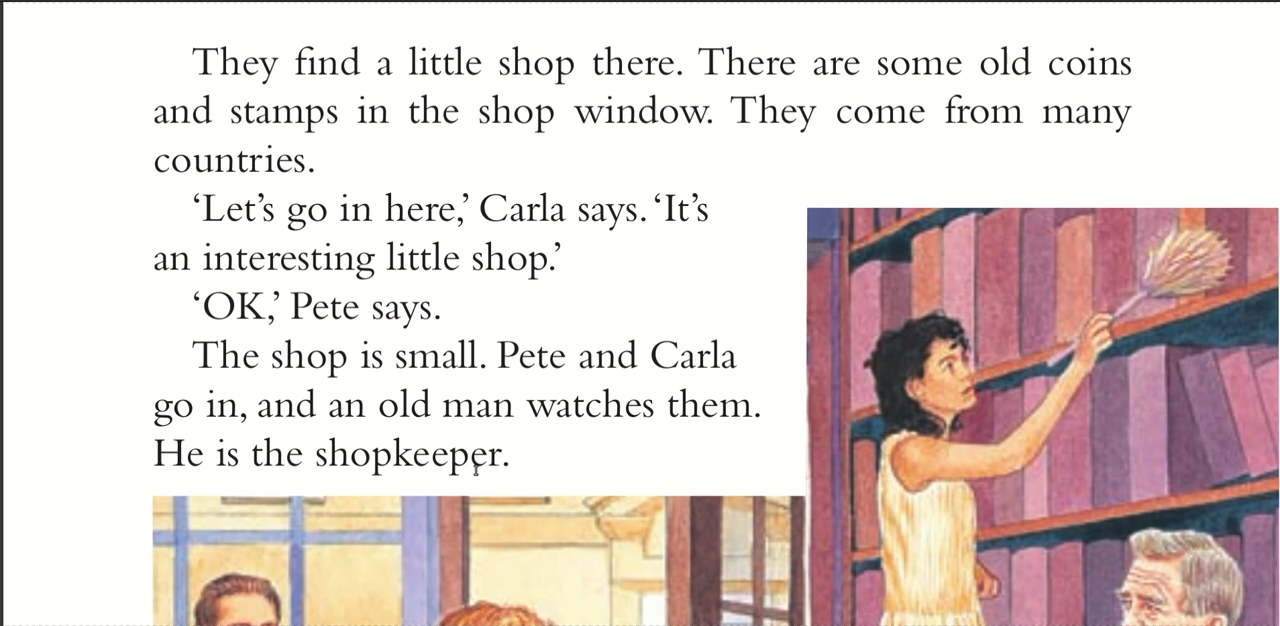 They find a little shop there. There are some old coins
and stamps in the shop window. They come from many
countries.
‘Let’s go in here,’ Carla says. ‘It’s
an interesting little shop.’
‘OK,’ Pete says.
The shop is small. Pete and Carla
go in, and an old man watches them.
He is the shopkeeper.